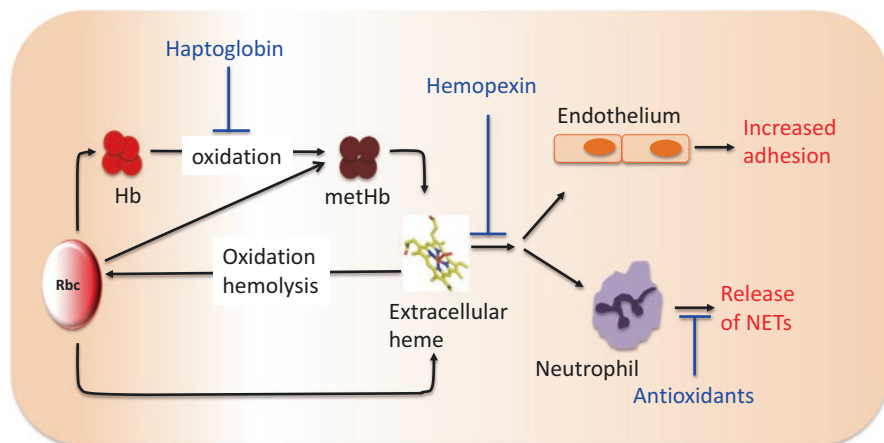 Haptoglobin
Hemopexin
Endothelium
Increased
adhesion
oxidation
Hb
metHb
Rbc
Oxidation
hemolysis
Extracellular
heme
Neutrophil
Release
of NETs
Antioxidants